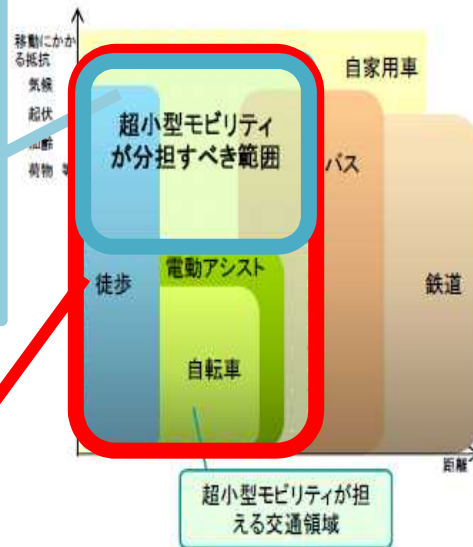 移動にかか
る抵抗
気候
起伏
加齢
荷物 等
自家用車
超小型モビリティ
が分担すべき範囲
バス
徒歩
電動アシスト
鉄道
自転車
距離
超小型モビリティが担
える交通領域